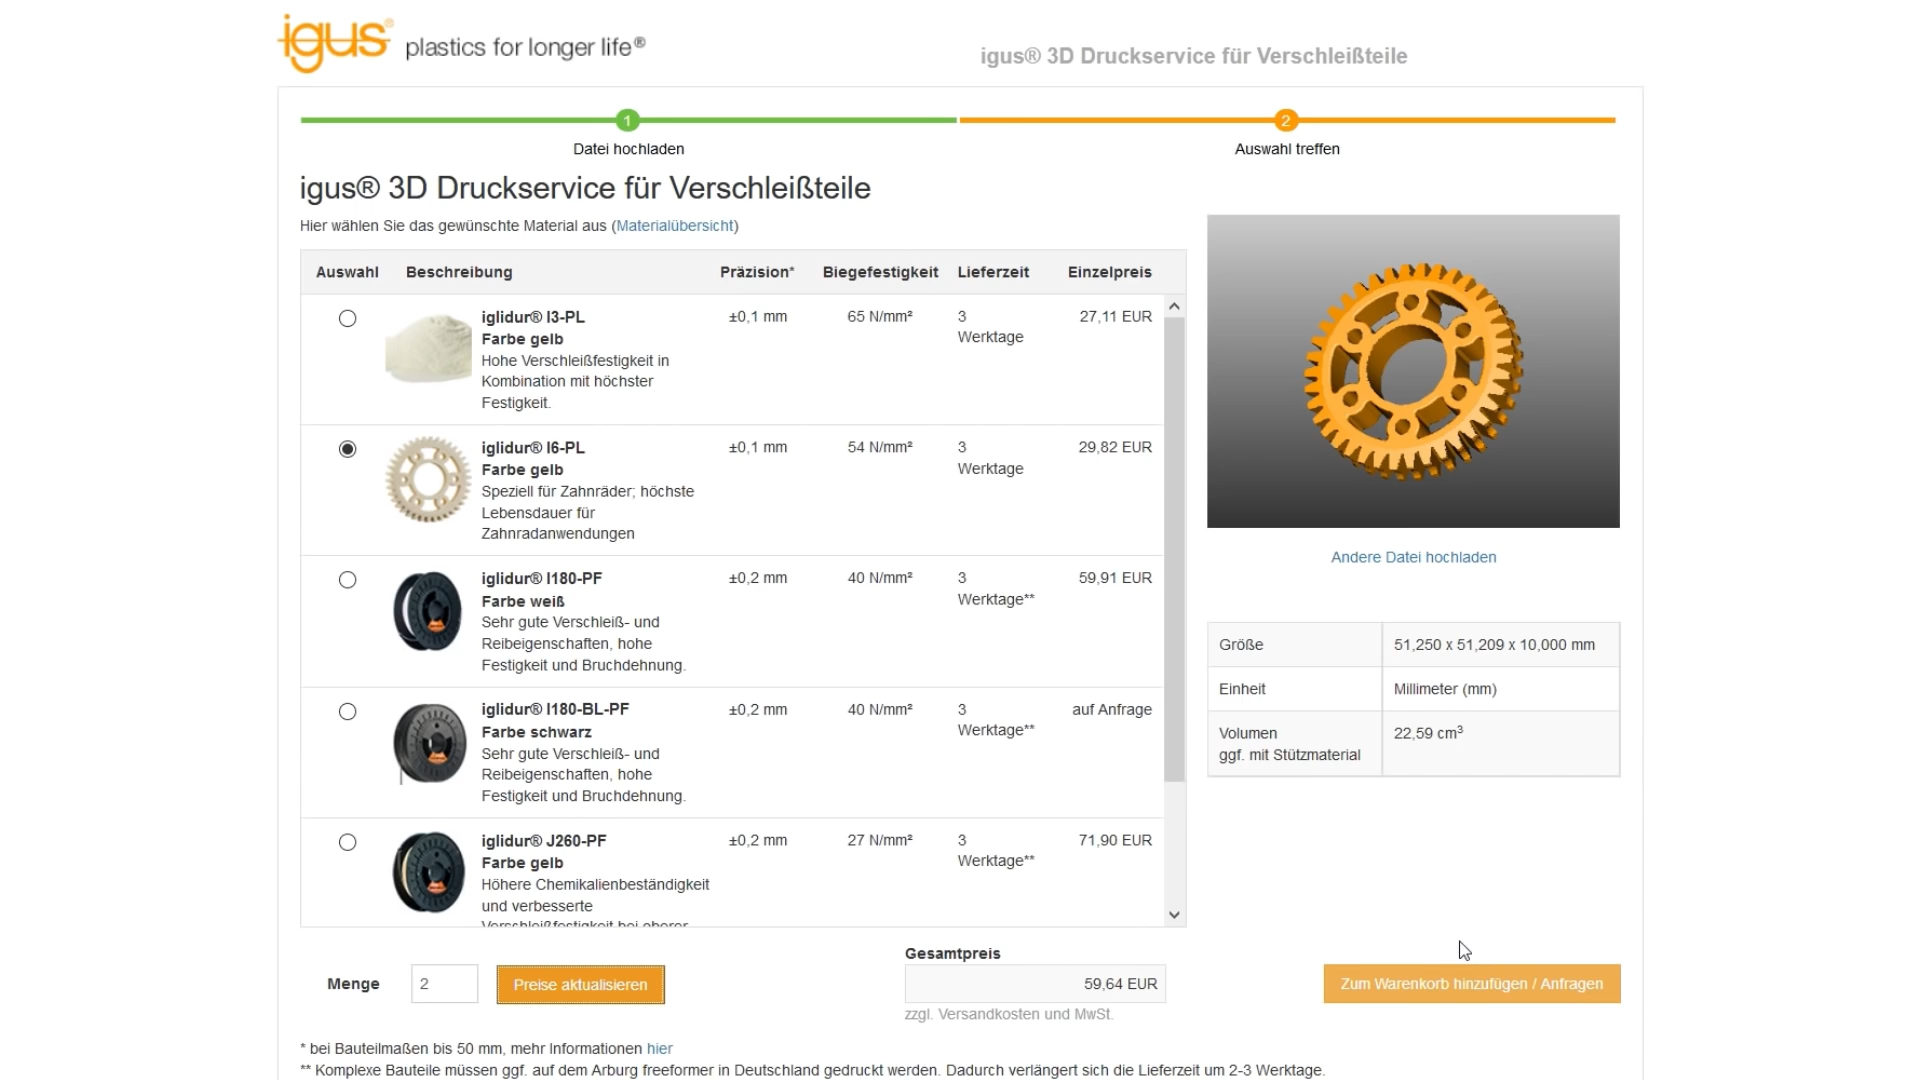 igus® plastics for longer life®
igus® 3D Druckservice für Verschleißteile
1
2
Datei hochladen
Auswahl treffen
igus® 3D Druckservice für Verschleißteile
Hier wählen Sie das gewünschte Material aus (Materialübersicht)
Auswahl Beschreibung Präzision* Biegefestigkeit Lieferzeit Einzelpreis
iglidur® I3-PL ±0,1 mm 65 N/mm² 3 27,11 EUR
Farbe gelb Werktage
Hohe Verschleißfestigkeit in
Kombination mit höchster
Festigkeit.
iglidur® I6-PL ±0,1 mm 54 N/mm² 3 29,82 EUR
Farbe gelb Werktage
Speziell für Zahnräder; höchste
Lebensdauer für
Zahnradanwendungen
iglidur® I180-PF ±0,2 mm 40 N/mm² 3 59,91 EUR
Farbe weiß Werktage**
Sehr gute Verschleiß- und
Reibeigenschaften, hohe
Festigkeit und Bruchdehnung.
iglidur® I180-BL-PF ±0,2 mm 40 N/mm² 3 auf Anfrage
Farbe schwarz Werktage**
Sehr gute Verschleiß- und
Reibeigenschaften, hohe
Festigkeit und Bruchdehnung.
iglidur® J260-PF ±0,2 mm 27 N/mm² 3 71,90 EUR
Farbe gelb Werktage**
Höhere Chemikalienbeständigkeit
und verbesserte
Verschleißfestigkeit bei oberer
Andere Datei hochladen
Größe 51,250 x 51,209 x 10,000 mm
Einheit Millimeter (mm)
Volumen 22,59 cm³
ggf. mit Stützmaterial
Gesamtpreis
Menge 2 Preise aktualisieren 59,64 EUR Zum Warenkorb hinzufügen / Anfragen
zzgl. Versandkosten und MwSt.
* bei Bauteilmaßen bis 50 mm, mehr Informationen hier
** Komplexe Bauteile müssen ggf. auf dem Arburg freeformer in Deutschland gedruckt werden. Dadurch verlängert sich die Lieferzeit um 2-3 Werktage.